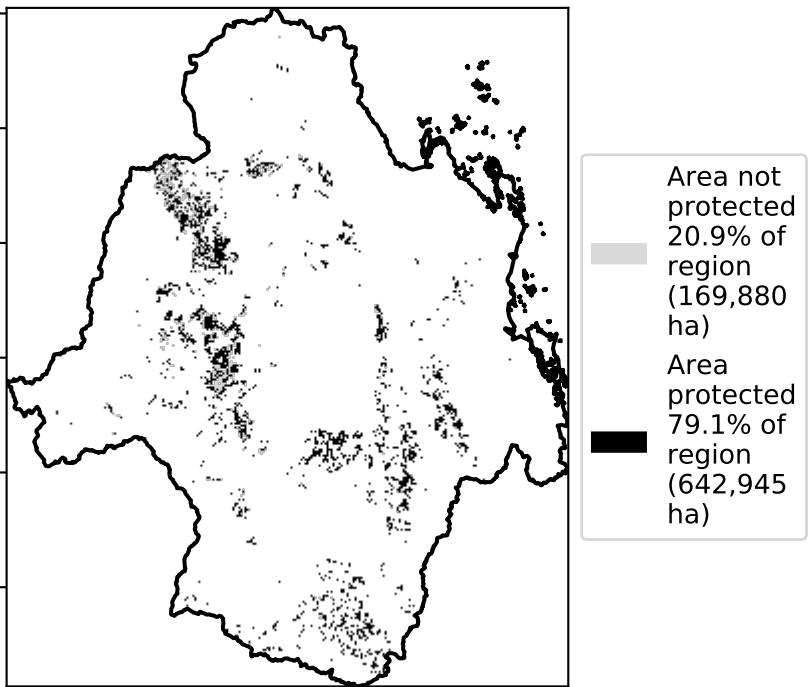 Area not
protected
20.9% of
region
(169,880
ha)
Area
protected
79.1% of
region
(642,945
ha)